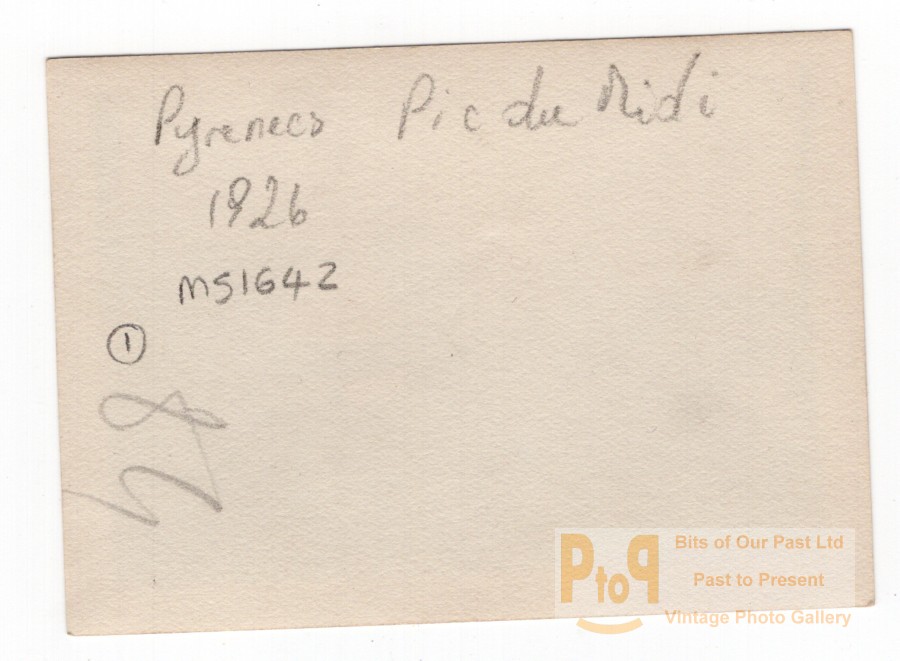 Pyrenees Pic du Midi
1926
MS1642
1
PtoP
Bits of Our Past Ltd
Past to Present
Vintage Photo Gallery